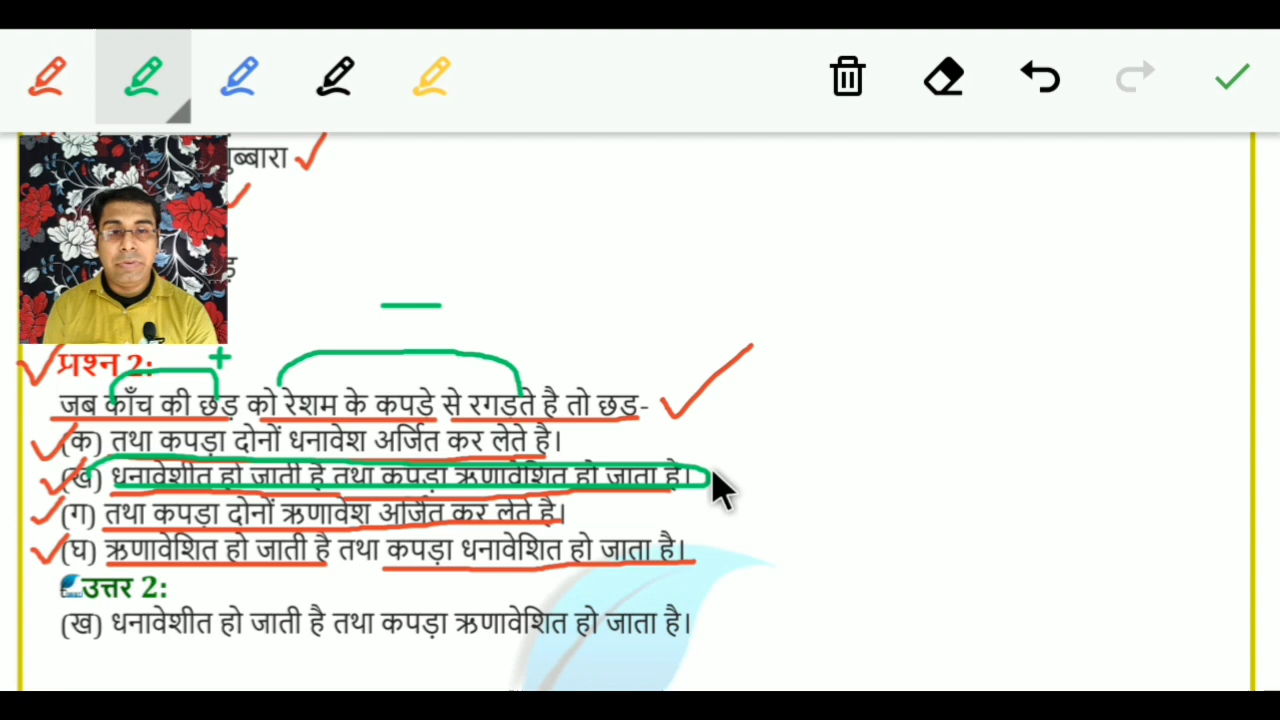 ुब्बारा
ड़
प्रश्न 2:
+
जब काँच की छड़ को रेशम के कपडे से रगड़ते है तो छड-
(क) तथा कपड़ा दोनों धनावेश अर्जित कर लेते है।
(ख) धनावेशीत हो जाती है तथा कपड़ा ऋणावेशित हो जाता है।
(ग) तथा कपड़ा दोनों ऋणावेश अर्जित कर लेते है।
(घ) ऋणावेशित हो जाती है तथा कपड़ा धनावेशित हो जाता है।
उत्तर 2:
(ख) धनावेशीत हो जाती है तथा कपड़ा ऋणावेशित हो जाता है।